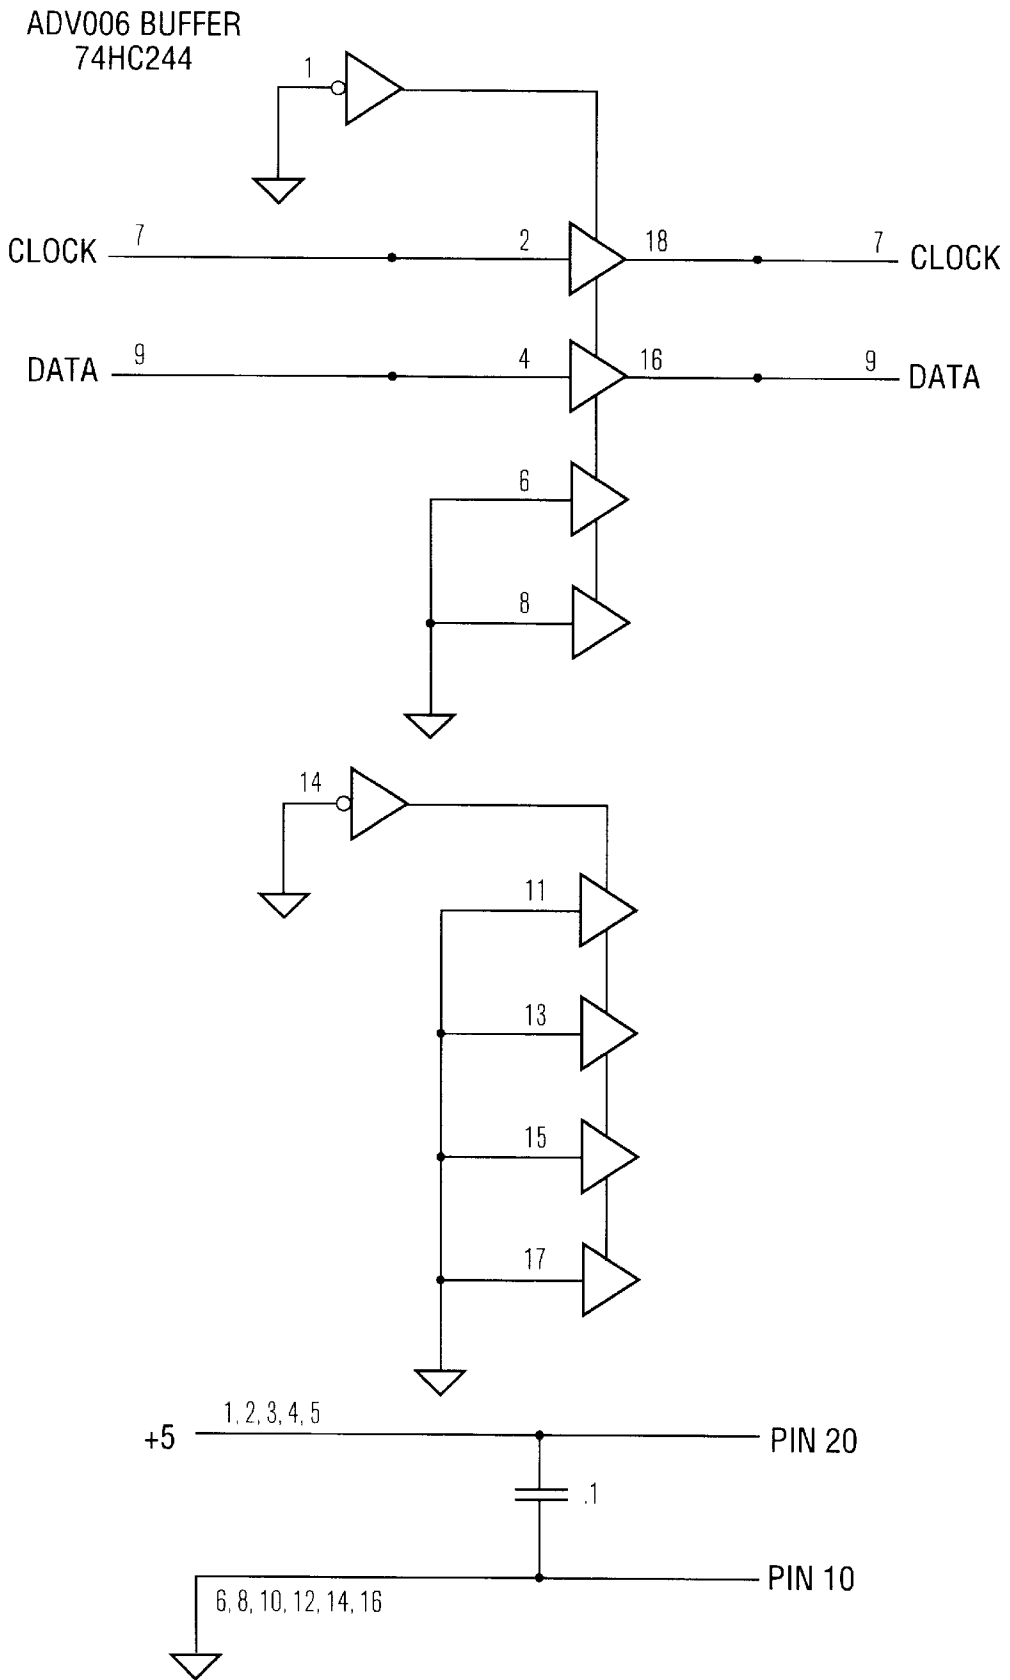 ADV006 BUFFER
74HC244
1
CLOCK 7 2 18 7 CLOCK
DATA 9 4 16 9 DATA
6
8
14
11
13
15
17
+5 1, 2, 3, 4, 5 PIN 20
.1
6, 8, 10, 12, 14, 16 PIN 10